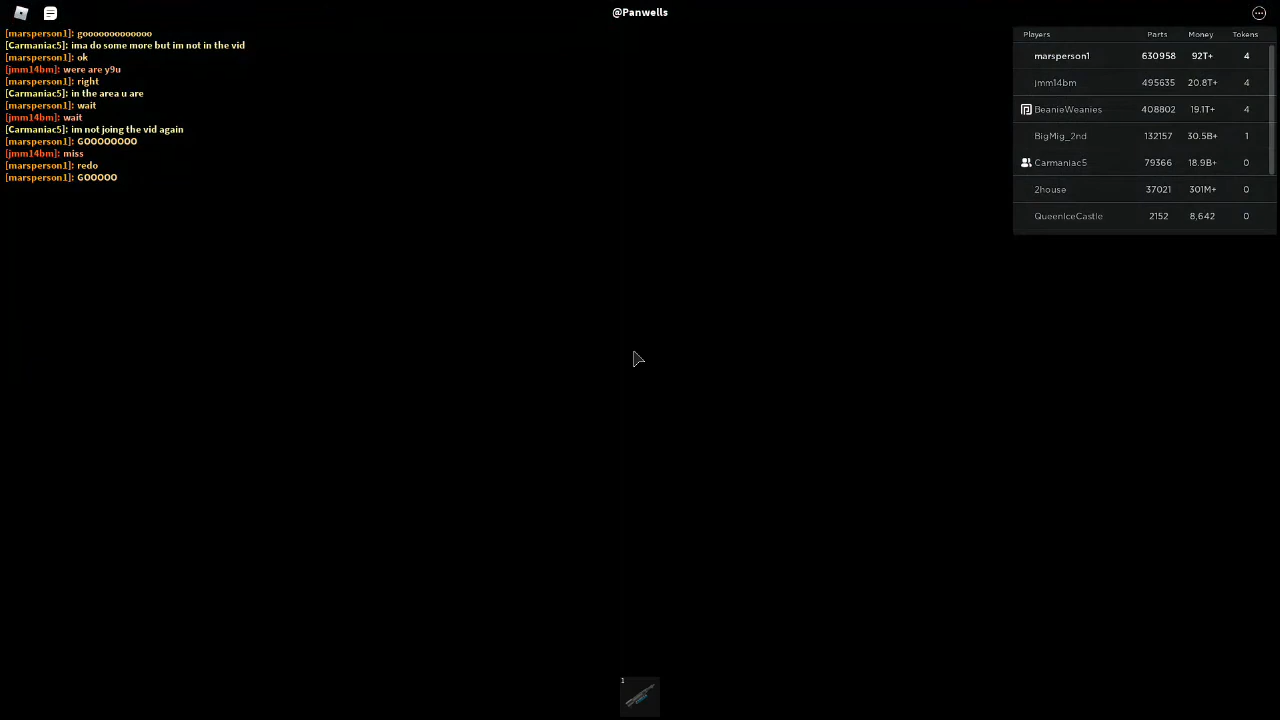 @Panwells
[marsperson1]: gooooooooooooo
[Carmaniac5]: ima do some more but im not in the vid
[marsperson1]: ok
[jmm14bm]: were are y9u
[marsperson1]: right
[Carmaniac5]: in the area u are
[marsperson1]: wait
[jmm14bm]: wait
[Carmaniac5]: im not joing the vid again
[marsperson1]: GOOOOOOOO
[jmm14bm]: miss
[marsperson1]: redo
[marsperson1]: GOOOOO
Players Parts Money Tokens
marsperson1 630958 92T+ 4
jmm14bm 495635 20.8T+ 4
BeanieWeanies 408802 19.1T+ 4
BigMig_2nd 132157 30.5B+ 1
Carmaniac5 79366 18.9B+ 0
2house 37021 301M+ 0
QueenIceCastle 2152 8,642 0
1